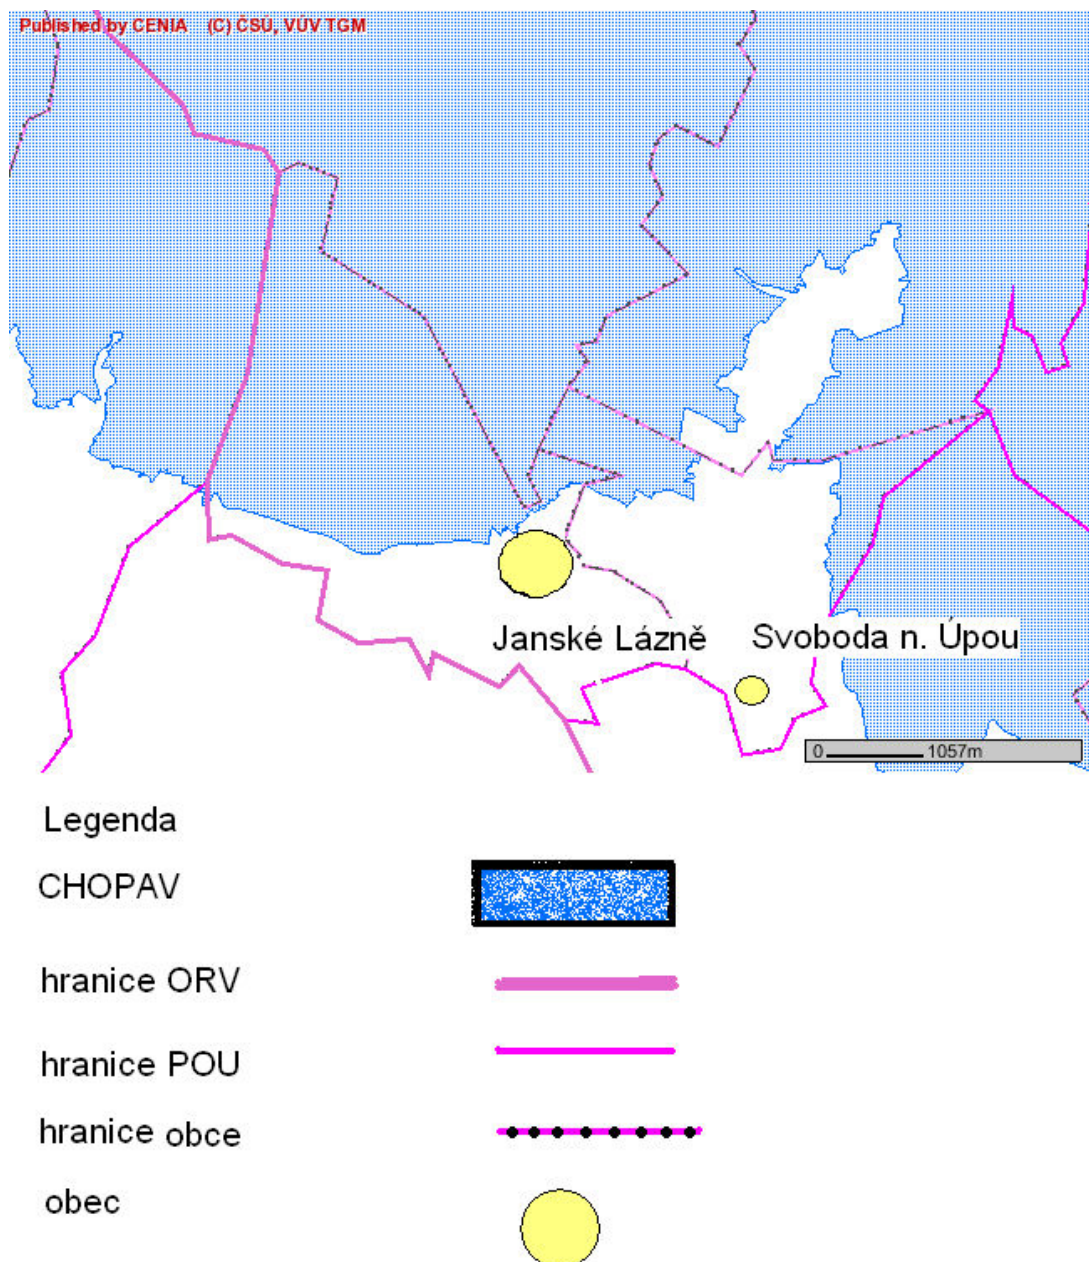 Published by CENIA (C) ČSÚ, VÚV TGM
Janské Lázně
Svoboda n. Úpou
0 1057m
Legenda
CHOPAV
hranice ORV
hranice POU
hranice obce
obec